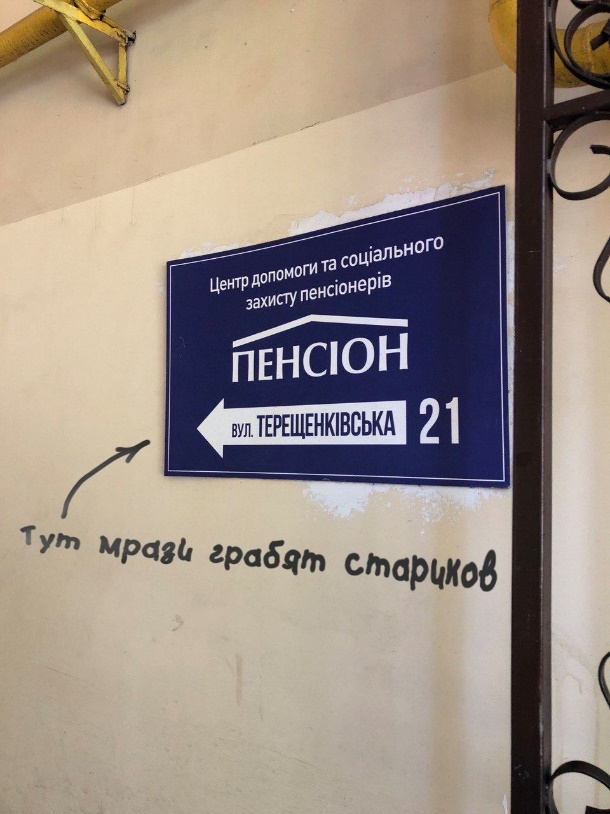 Центр допомоги та соціального
захисту пенсіонерів
ПЕНСІОН
вул. ТЕРЕЩЕНКІВСЬКА 21
Тут мрази грабят стариков